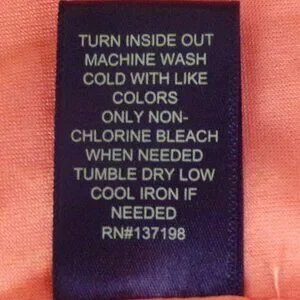 TURN INSIDE OUT
MACHINE WASH
COLD WITH LIKE
COLORS
ONLY NON-
CHLORINE BLEACH
WHEN NEEDED
TUMBLE DRY LOW
COOL IRON IF
NEEDED
RN#137198